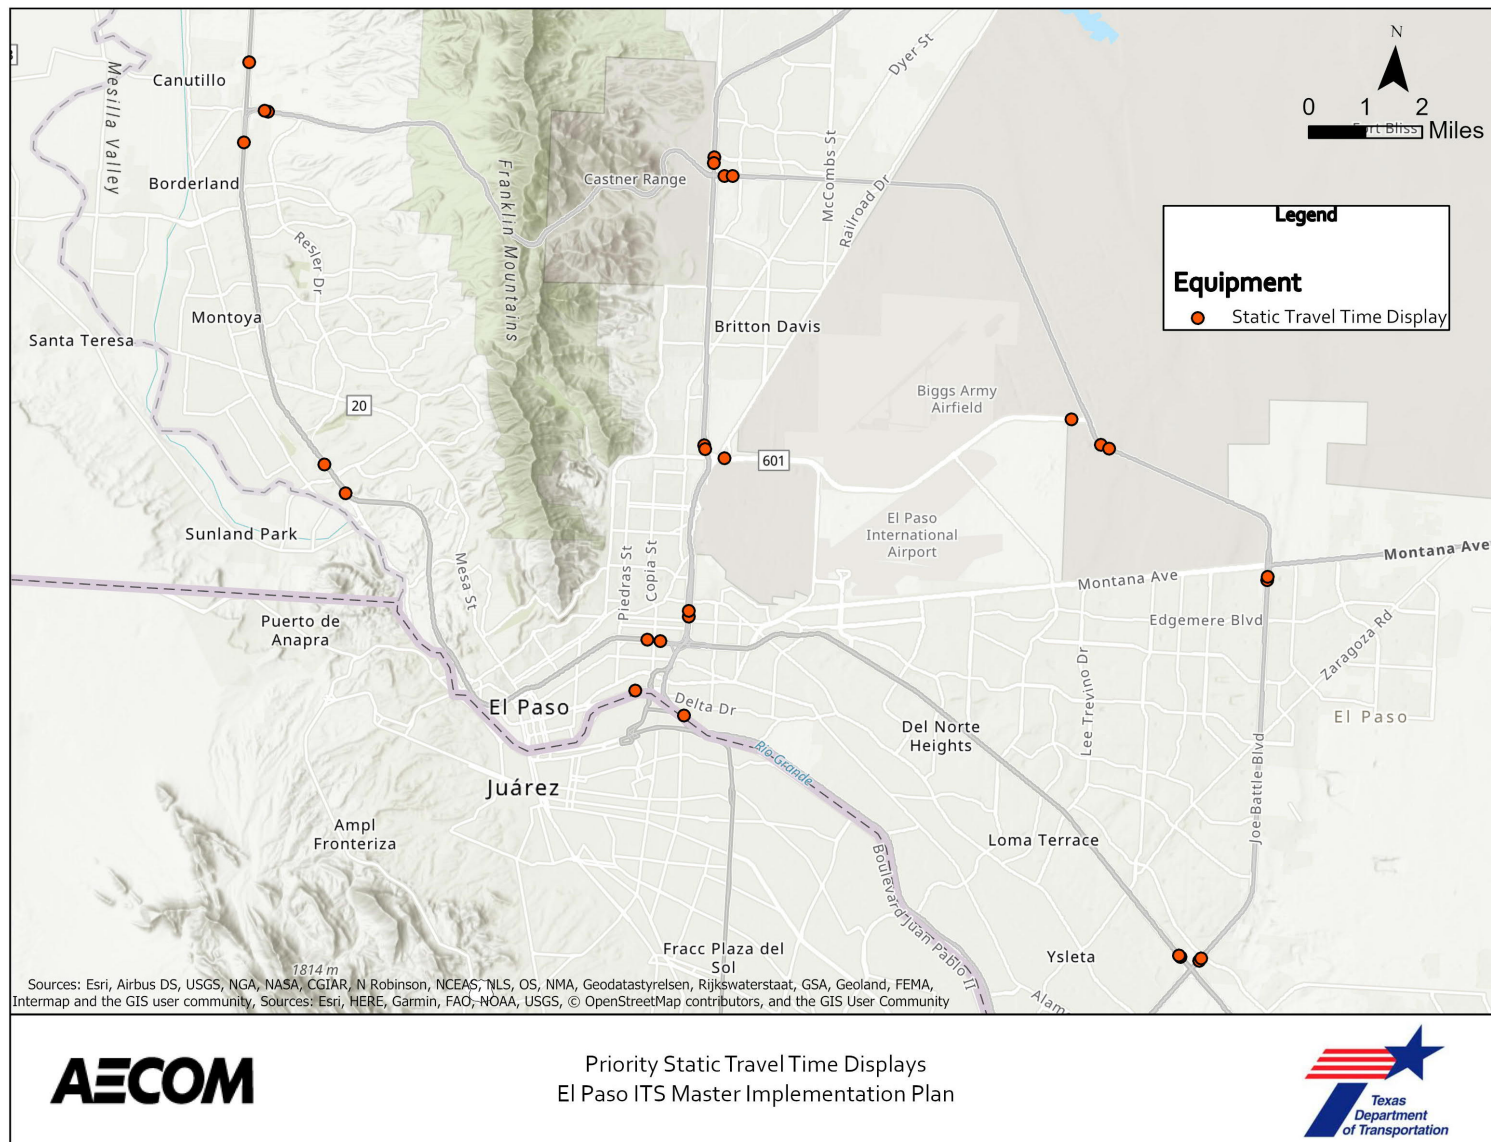 N
0 1 2
Miles
Fort Bliss
Legend
Equipment
Static Travel Time Display
Canutillo
Mesilla Valley
Borderland
Resler Dr
Montoya
Santa Teresa
20
Sunland Park
Mesa St
Puerto de
Anapra
Franklin Mountains
Castner Range
Dyer St
McCombs St
Railroad Dr
Britton Davis
Biggs Army
Airfield
601
El Paso
International
Airport
Piedras St
Copia St
Montana Ave
Montana Ave
Edgemere Blvd
Zaragoza Rd
Lee Trevino Dr
El Paso
Delta Dr
El Paso
Del Norte
Heights
Rio Grande
Juárez
Joe Battle Blvd
Ampl
Fronteriza
Loma Terrace
Boulevard Juan Pablo II
Fracc Plaza del
Sol
Ysleta
Alam
1814 m
Sources: Esri, Airbus DS, USGS, NGA, NASA, CGIAR, N Robinson, NCEAS, NLS, OS, NMA, Geodatastyrelsen, Rijkswaterstaat, GSA, Geoland, FEMA,
Intermap and the GIS user community, Sources: Esri, HERE, Garmin, FAO, NOAA, USGS, © OpenStreetMap contributors, and the GIS User Community
AECOM
Priority Static Travel Time Displays
El Paso ITS Master Implementation Plan
Texas
Department
of Transportation